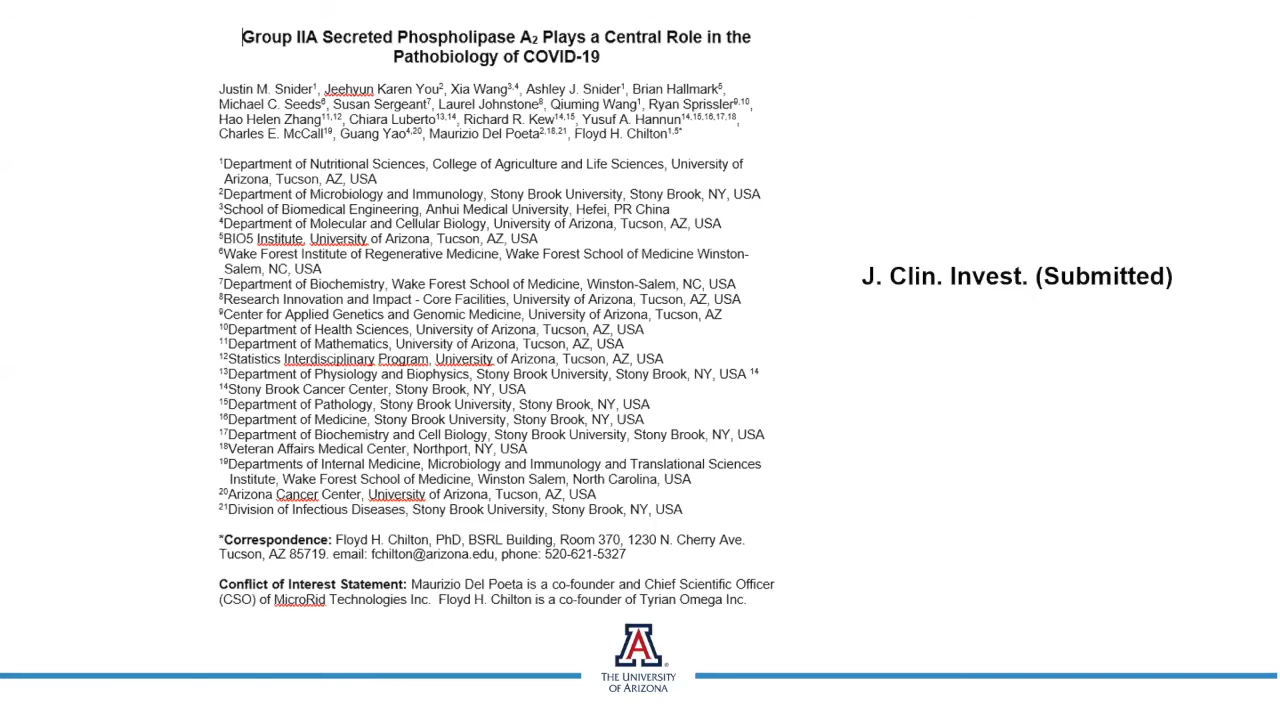 Group IIA Secreted Phospholipase A₂ Plays a Central Role in the
Pathobiology of COVID-19
Justin M. Snider¹, Jeehyun Karen You², Xia Wang³,⁴, Ashley J. Snider¹, Brian Hallmark⁵,
Michael C. Seeds⁶, Susan Sergeant⁷, Laurel Johnstone⁸, Qiuming Wang¹, Ryan Sprissler⁹,¹⁰,
Hao Helen Zhang¹¹,¹², Chiara Luberto¹³,¹⁴, Richard R. Kew¹⁴,¹⁵, Yusuf A. Hannun¹⁴,¹⁵,¹⁶,¹⁷,¹⁸,
Charles E. McCall¹⁹, Guang Yao⁴,²⁰, Maurizio Del Poeta²,¹⁸,²¹, Floyd H. Chilton¹,⁵*
¹Department of Nutritional Sciences, College of Agriculture and Life Sciences, University of
Arizona, Tucson, AZ, USA
²Department of Microbiology and Immunology, Stony Brook University, Stony Brook, NY, USA
³School of Biomedical Engineering, Anhui Medical University, Hefei, PR China
⁴Department of Molecular and Cellular Biology, University of Arizona, Tucson, AZ, USA
⁵BIO5 Institute, University of Arizona, Tucson, AZ, USA
⁶Wake Forest Institute of Regenerative Medicine, Wake Forest School of Medicine Winston-
Salem, NC, USA
⁷Department of Biochemistry, Wake Forest School of Medicine, Winston-Salem, NC, USA
⁸Research Innovation and Impact - Core Facilities, University of Arizona, Tucson, AZ, USA
⁹Center for Applied Genetics and Genomic Medicine, University of Arizona, Tucson, AZ
¹⁰Department of Health Sciences, University of Arizona, Tucson, AZ, USA
¹¹Department of Mathematics, University of Arizona, Tucson, AZ, USA
¹²Statistics Interdisciplinary Program, University of Arizona, Tucson, AZ, USA
¹³Department of Physiology and Biophysics, Stony Brook University, Stony Brook, NY, USA ¹⁴
¹⁴Stony Brook Cancer Center, Stony Brook, NY, USA
¹⁵Department of Pathology, Stony Brook University, Stony Brook, NY, USA
¹⁶Department of Medicine, Stony Brook University, Stony Brook, NY, USA
¹⁷Department of Biochemistry and Cell Biology, Stony Brook University, Stony Brook, NY, USA
¹⁸Veteran Affairs Medical Center, Northport, NY, USA
¹⁹Departments of Internal Medicine, Microbiology and Immunology and Translational Sciences
Institute, Wake Forest School of Medicine, Winston Salem, North Carolina, USA
²⁰Arizona Cancer Center, University of Arizona, Tucson, AZ, USA
²¹Division of Infectious Diseases, Stony Brook University, Stony Brook, NY, USA
*Correspondence: Floyd H. Chilton, PhD, BSRL Building, Room 370, 1230 N. Cherry Ave.
Tucson, AZ 85719. email: fchilton@arizona.edu, phone: 520-621-5327
Conflict of Interest Statement: Maurizio Del Poeta is a co-founder and Chief Scientific Officer
(CSO) of MicroRid Technologies Inc. Floyd H. Chilton is a co-founder of Tyrian Omega Inc.
J. Clin. Invest. (Submitted)
A
THE UNIVERSITY
OF ARIZONA